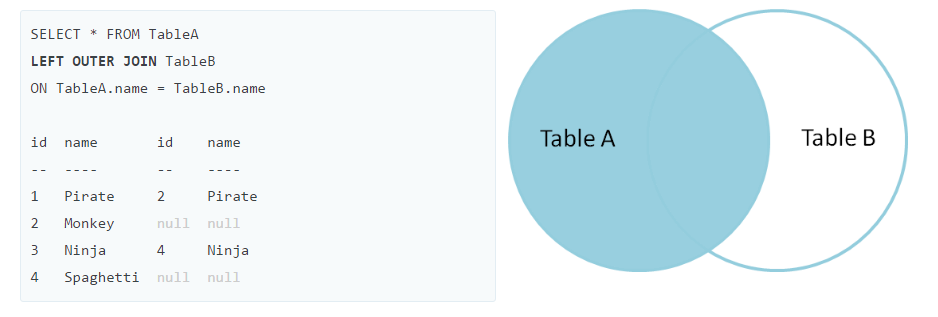 SELECT * FROM TableA
LEFT OUTER JOIN TableB
ON TableA.name = TableB.name
id name id name
-- ---- -- ----
1 Pirate 2 Pirate
2 Monkey null null
3 Ninja 4 Ninja
4 Spaghetti null null
Table A
Table B